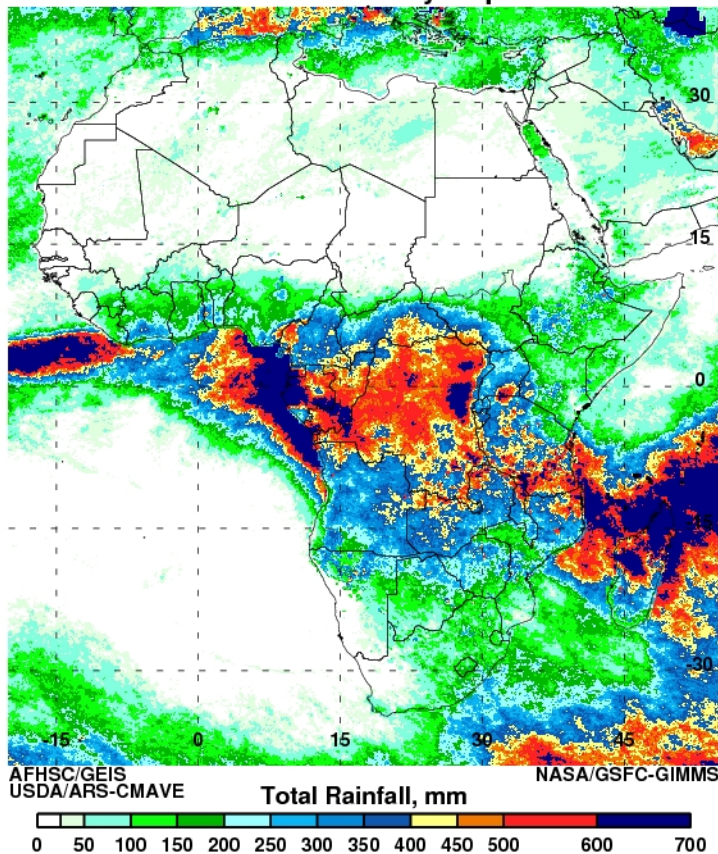 30
15
0
-15
-30
-15 0 15 30 45
AFHSC/GEIS NASA/GSFC-GIMMS
USDA/ARS-CMAVE
Total Rainfall, mm
0 50 100 150 200 250 300 350 400 450 500 600 700